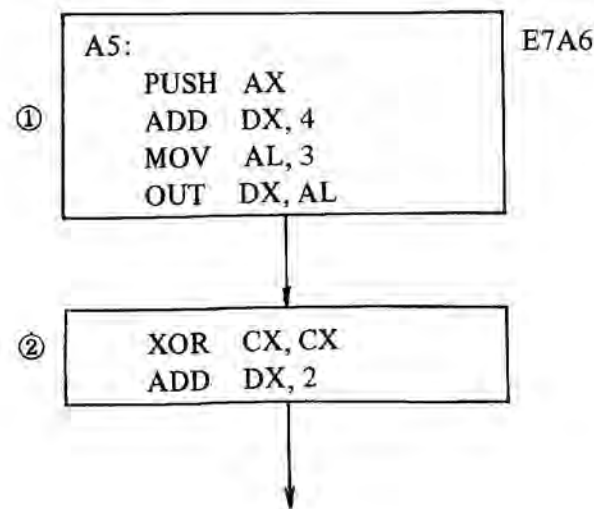 A5:
E7A6
PUSH AX
① ADD DX, 4
MOV AL, 3
OUT DX, AL
② XOR CX, CX
ADD DX, 2